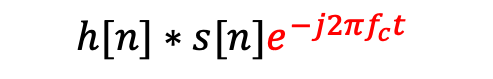 h[n] ∗ s[n]e^{−j2πf_c t}